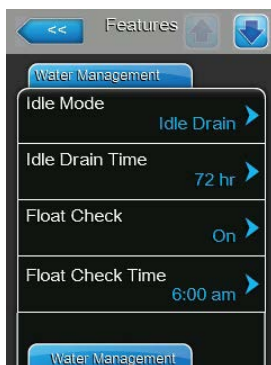 << Features
Water Management
Idle Mode
Idle Drain
Idle Drain Time
72 hr
Float Check
On
Float Check Time
6:00 am
Water Management